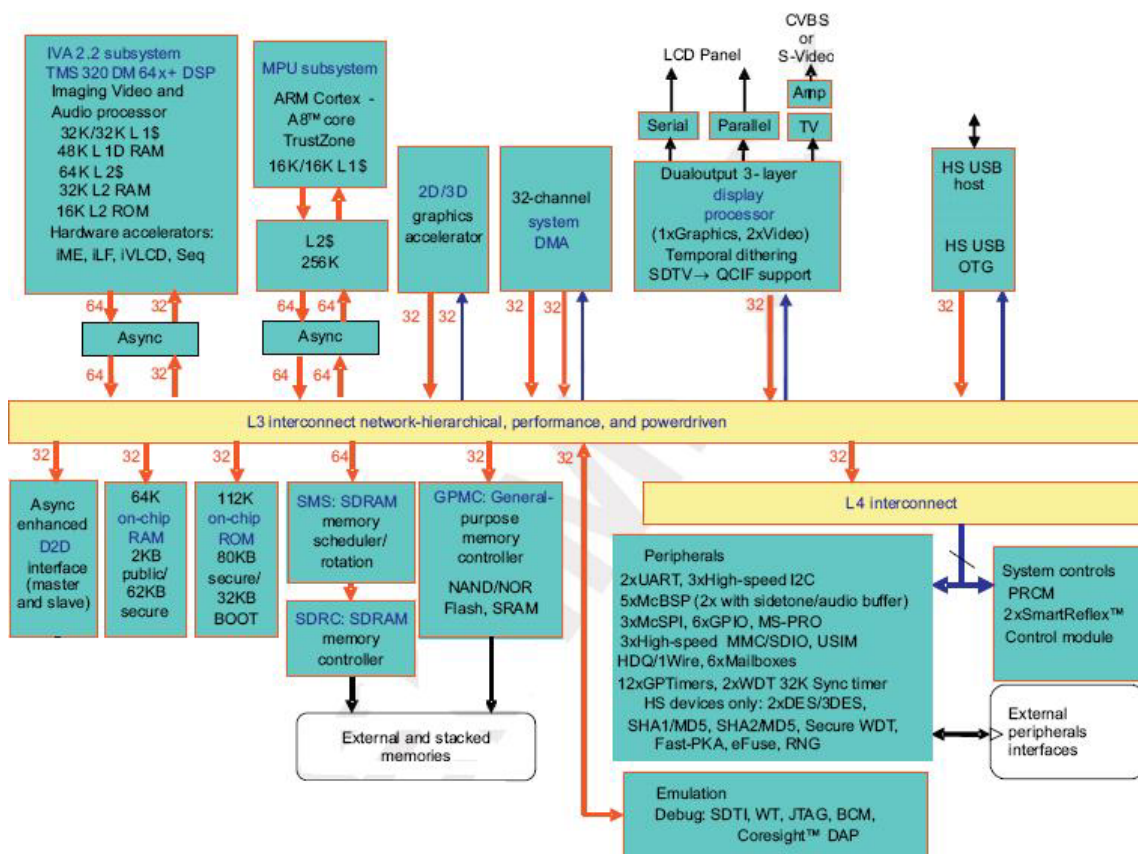 IVA 2.2 subsystem
TMS 320 DM 64x+ DSP
Imaging Video and
Audio processor
32K/32K L 1$
48K L 1D RAM
64K L 2$
32K L2 RAM
16K L2 ROM
Hardware accelerators:
iME, iLF, iVLCD, Seq
64
32
Async
64
32
MPU subsystem
ARM Cortex -
A8™ core
TrustZone
16K/16K L1$
L2$
256K
64
64
Async
64
64
2D/3D
graphics
accelerator
32
32
32-channel
system
DMA
32
32
LCD Panel
CVBS
or
S-Video
Amp
Serial
Parallel
TV
Dualoutput 3- layer
display
processor
(1xGraphics, 2xVideo)
Temporal dithering
SDTV→ QCIF support
32
HS USB
host
HS USB
OTG
32
L3 interconnect network-hierarchical, performance, and powerdriven
32
32
32
64
32
32
32
Async
enhanced
D2D
interface
(master
and slave)
64K
on-chip
RAM
2KB
public/
62KB
secure
112K
on-chip
ROM
80KB
secure/
32KB
BOOT
SMS: SDRAM
memory
scheduler/
rotation
SDRC: SDRAM
memory
controller
GPMC: General-
purpose
memory
controller
NAND/NOR
Flash, SRAM
External and stacked
memories
L4 interconnect
Peripherals
2xUART, 3xHigh-speed I2C
5xMcBSP (2x with sidetone/audio buffer)
3xMcSPI, 6xGPIO, MS-PRO
3xHigh-speed MMC/SDIO, USIM
HDQ/1Wire, 6xMailboxes
12xGPTimers, 2xWDT 32K Sync timer
HS devices only: 2xDES/3DES,
SHA1/MD5, SHA2/MD5, Secure WDT,
Fast-PKA, eFuse, RNG
System controls
PRCM
2xSmartReflex™
Control module
External
peripherals
interfaces
Emulation
Debug: SDTI, WT, JTAG, BCM,
Coresight™ DAP